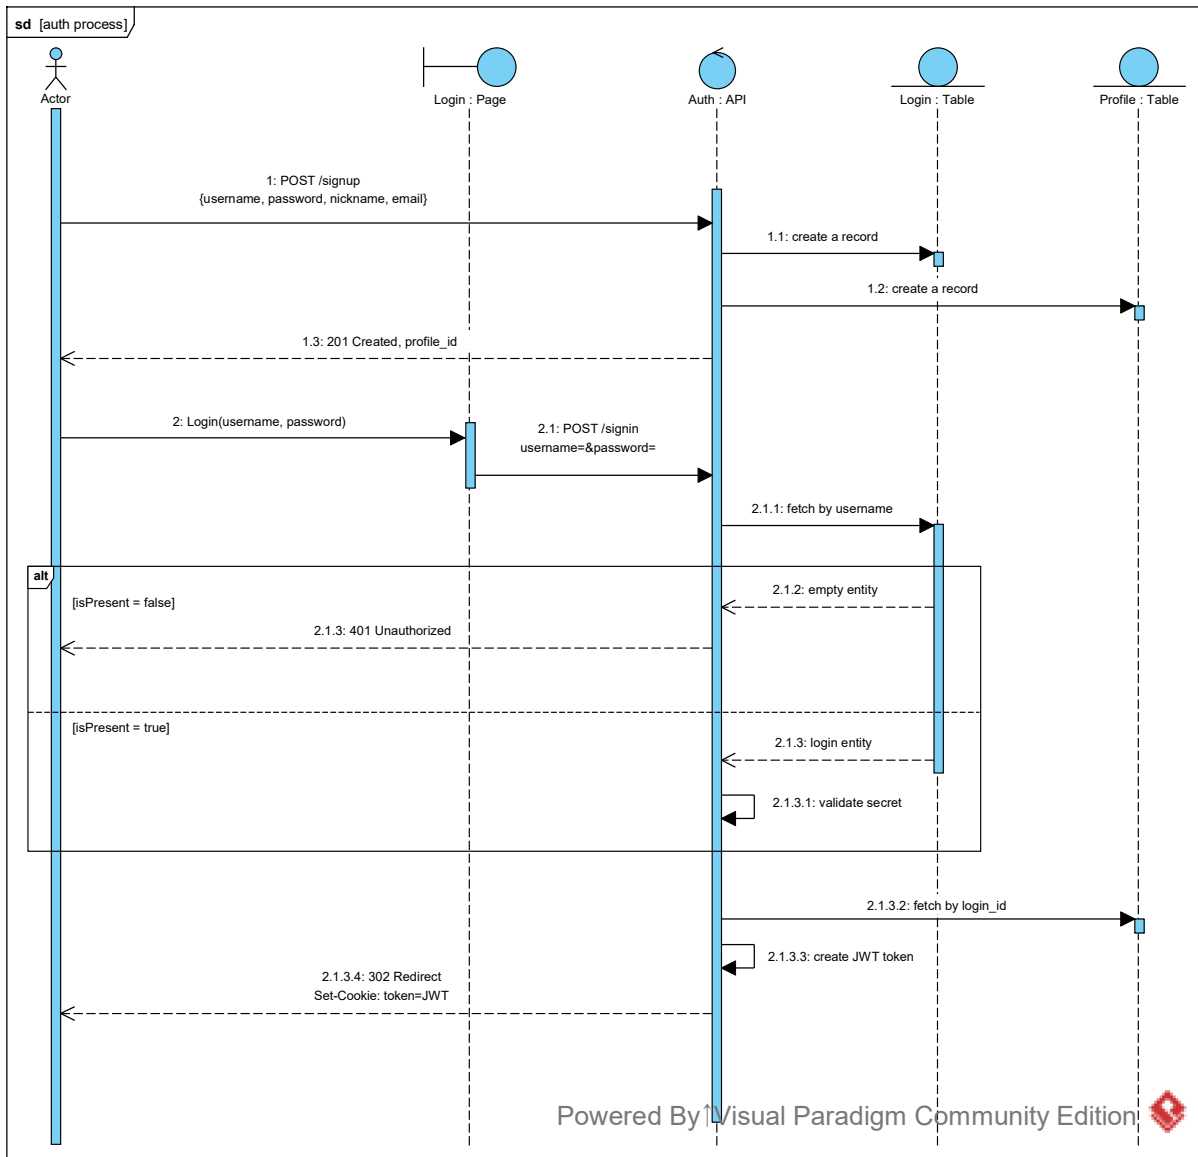 sd [auth process]
Actor
Login : Page
Auth : API
Login : Table
Profile : Table
1: POST /signup
{username, password, nickname, email}
1.1: create a record
1.2: create a record
1.3: 201 Created, profile_id
2: Login(username, password)
2.1: POST /signin
username=&password=
2.1.1: fetch by username
alt
[isPresent = false]
2.1.2: empty entity
2.1.3: 401 Unauthorized
[isPresent = true]
2.1.3: login entity
2.1.3.1: validate secret
2.1.3.2: fetch by login_id
2.1.3.3: create JWT token
2.1.3.4: 302 Redirect
Set-Cookie: token=JWT
Powered By↑Visual Paradigm Community Edition